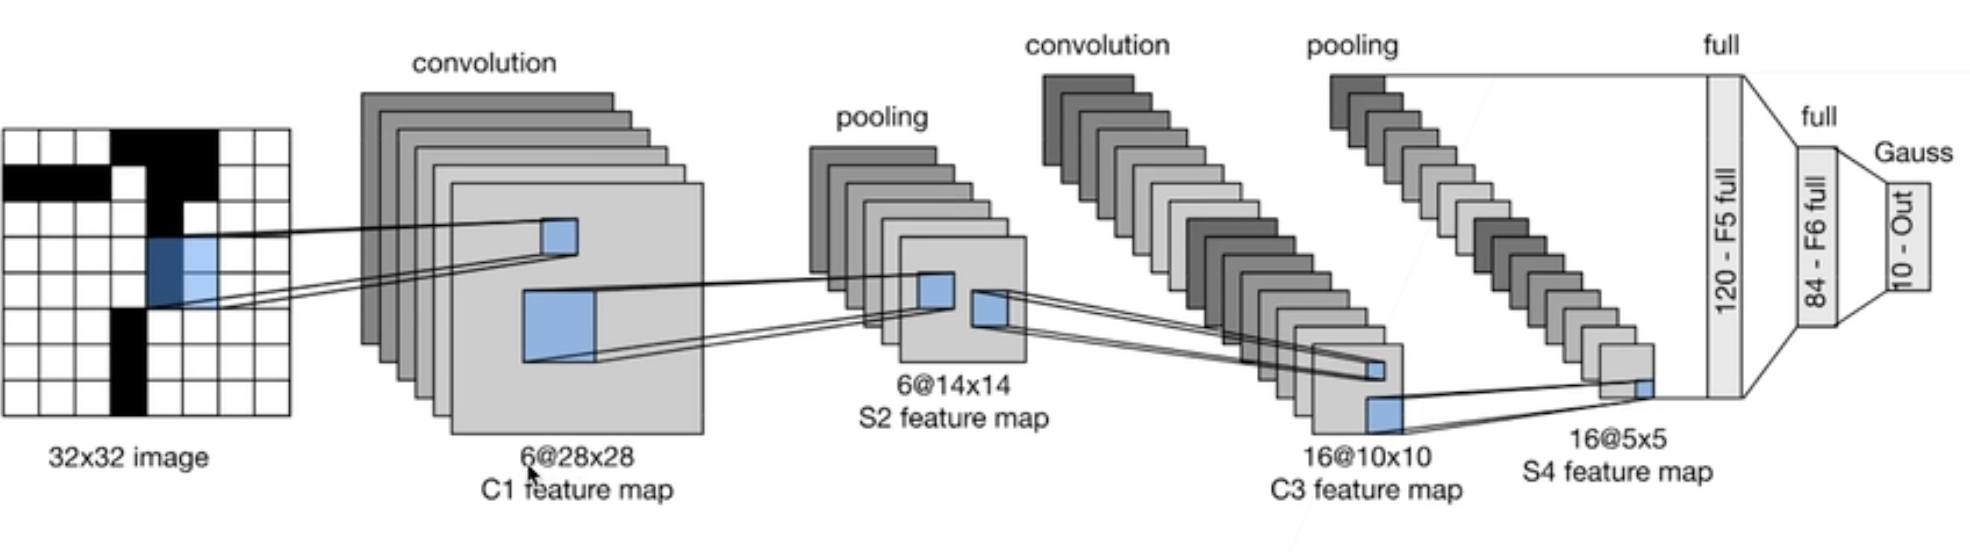 convolution
pooling
convolution
pooling
full
full
Gauss
120 - F5 full
84 - F6 full
10 - Out
32x32 image
6@28x28
C1 feature map
6@14x14
S2 feature map
16@10x10
C3 feature map
16@5x5
S4 feature map